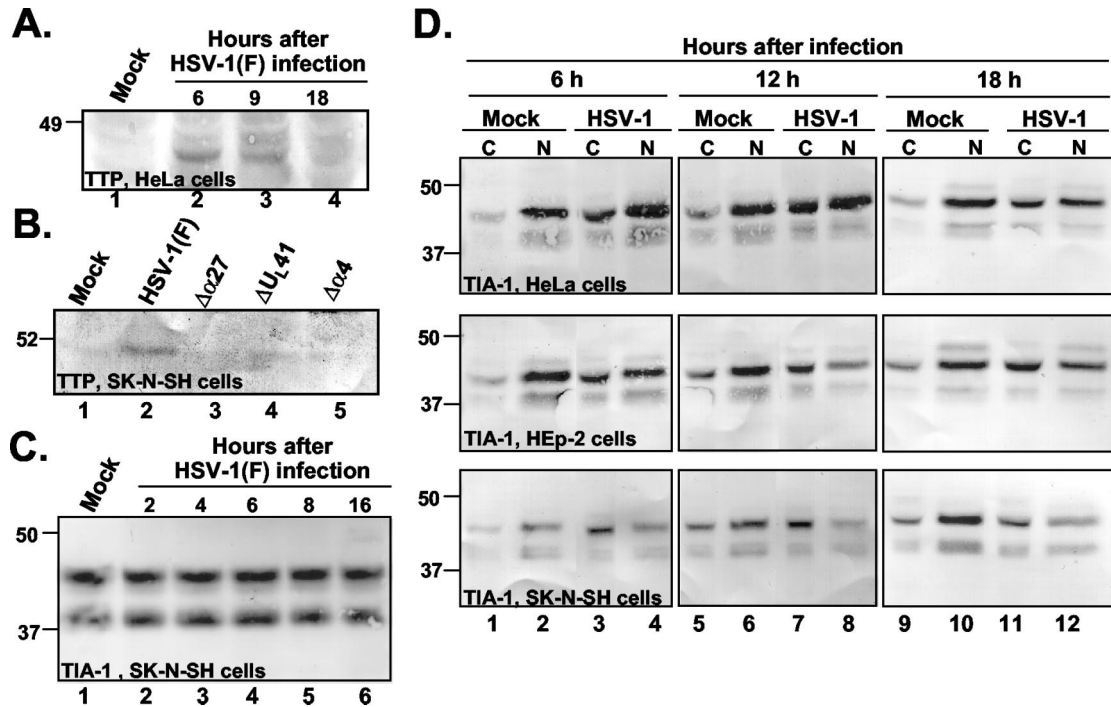 A.
Hours after
HSV-1(F) infection
Mock
6 9 18
49
TTP, HeLa cells
1 2 3 4
B.
Mock
HSV-1(F)
Δα27
ΔUL41
Δα4
52
TTP, SK-N-SH cells
1 2 3 4 5
C.
Hours after
HSV-1(F) infection
Mock
2 4 6 8 16
50
37
TIA-1 , SK-N-SH cells
1 2 3 4 5 6
D.
Hours after infection
6 h 12 h 18 h
Mock HSV-1 Mock HSV-1 Mock HSV-1
C N C N C N C N C N C N
50
37
TIA-1, HeLa cells
50
37
TIA-1, HEp-2 cells
50
37
TIA-1, SK-N-SH cells
1 2 3 4 5 6 7 8 9 10 11 12